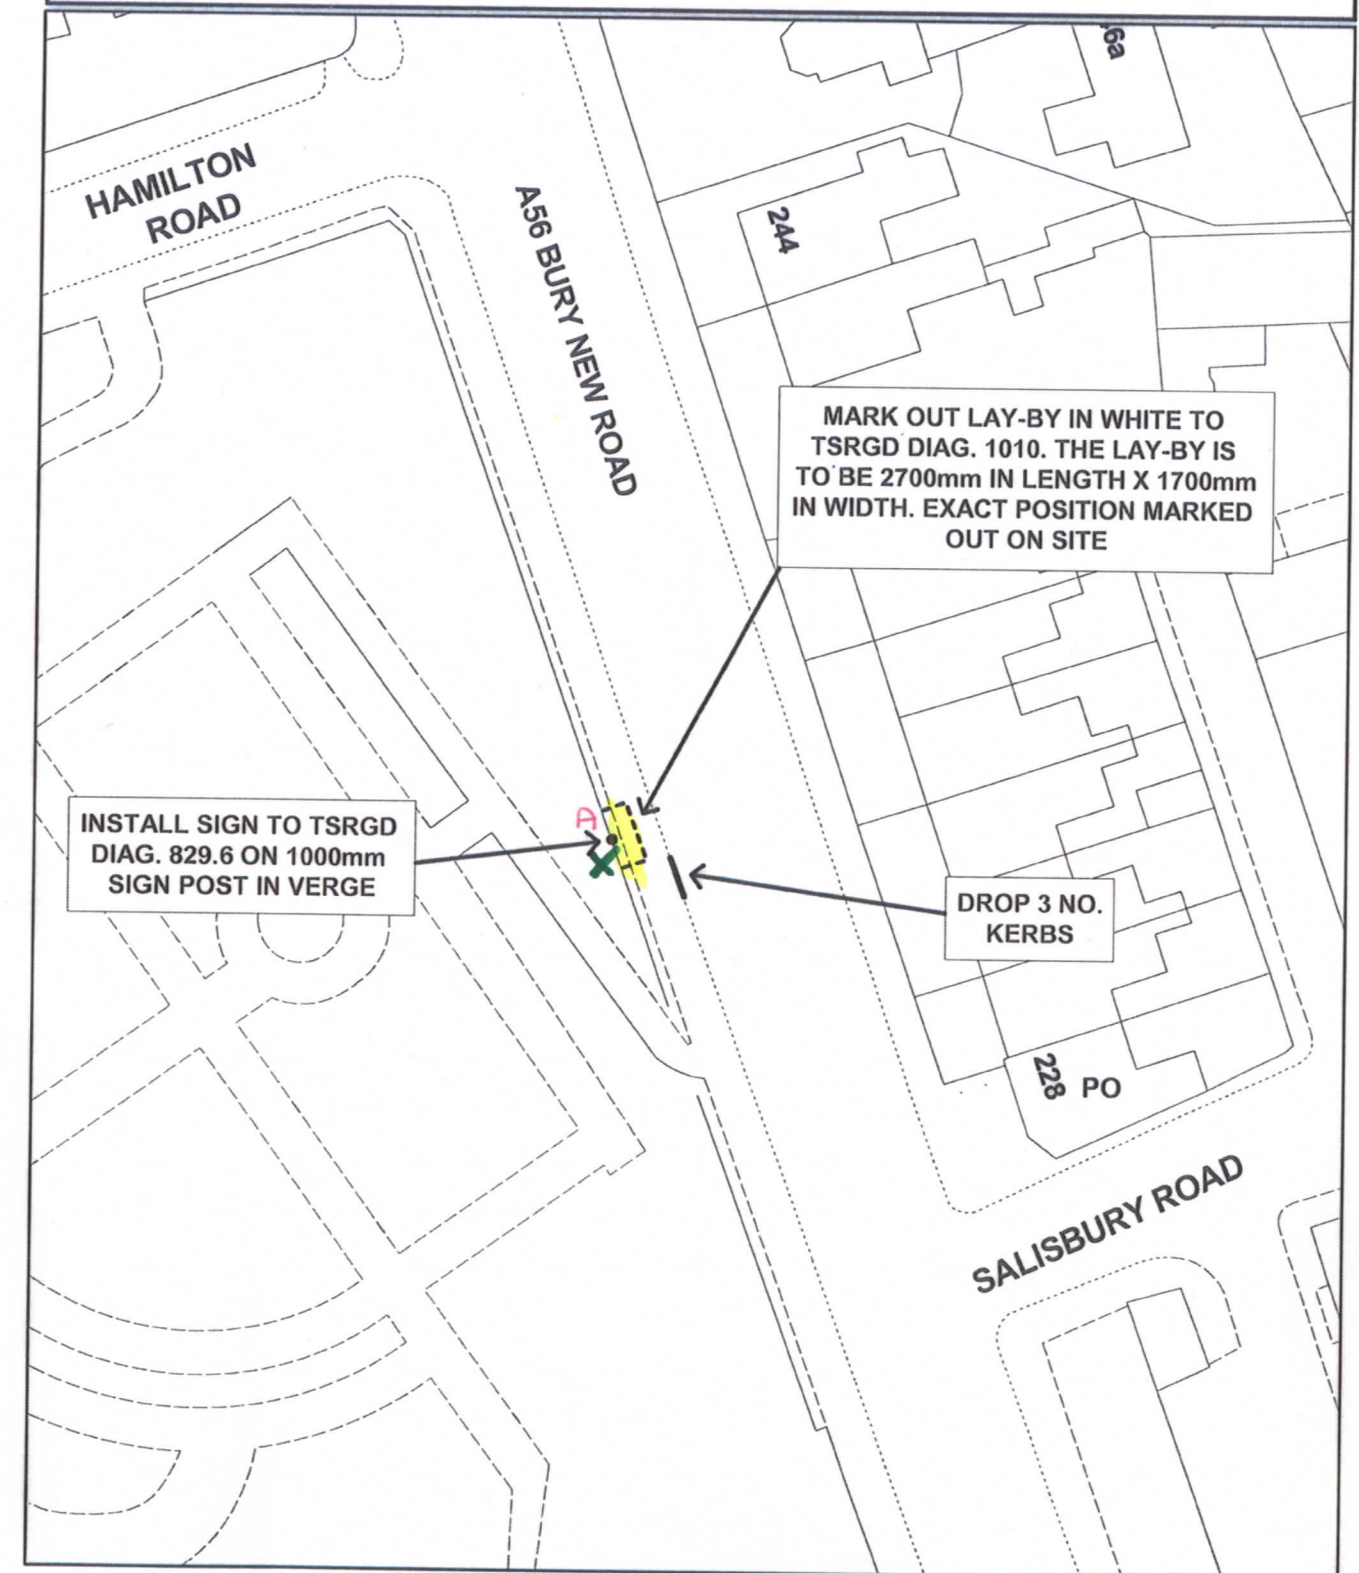 6a
HAMILTON
ROAD
A56 BURY NEW ROAD
244
MARK OUT LAY-BY IN WHITE TO
TSRGD DIAG. 1010. THE LAY-BY IS
TO BE 2700mm IN LENGTH X 1700mm
IN WIDTH. EXACT POSITION MARKED
OUT ON SITE
A
INSTALL SIGN TO TSRGD
DIAG. 829.6 ON 1000mm
SIGN POST IN VERGE
X
DROP 3 NO.
KERBS
228
PO
SALISBURY ROAD